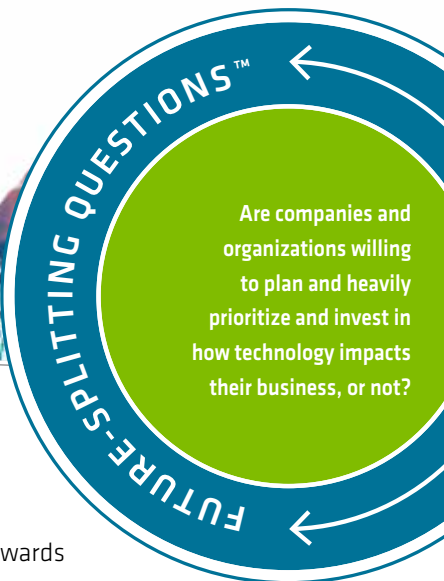 FUTURE-SPLITTING QUESTIONS™
Are companies and
organizations willing
to plan and heavily
prioritize and invest in
how technology impacts
their business, or not?
wards